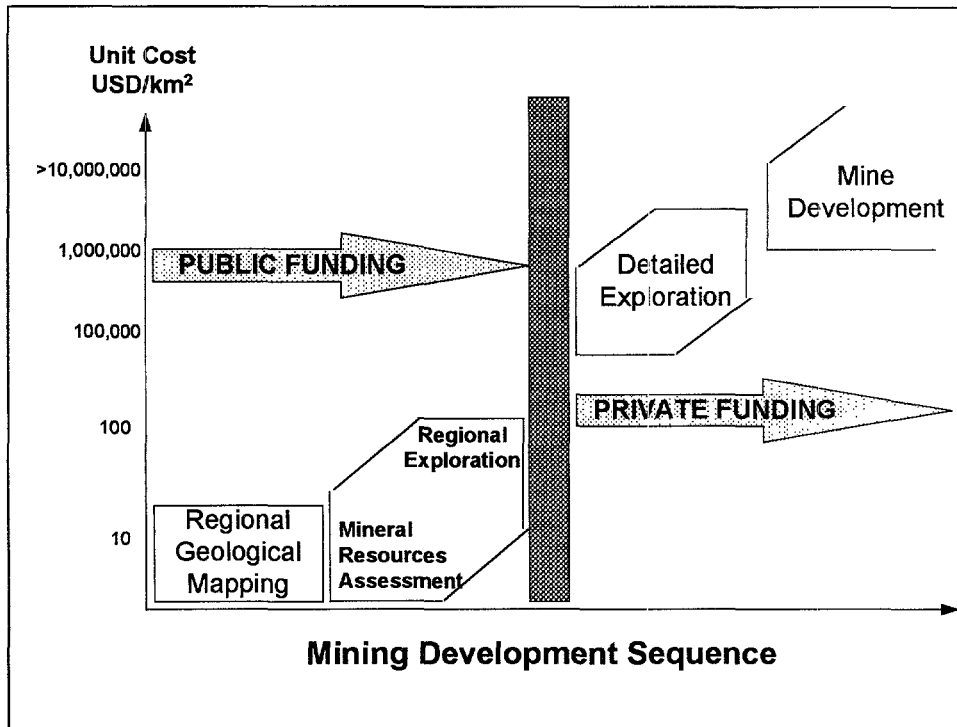 Unit Cost
USD/km²
>10,000,000
1,000,000
100,000
100
10
PUBLIC FUNDING
Regional
Geological
Mapping
Mineral
Resources
Assessment
Regional
Exploration
Detailed
Exploration
Mine
Development
PRIVATE FUNDING
Mining Development Sequence